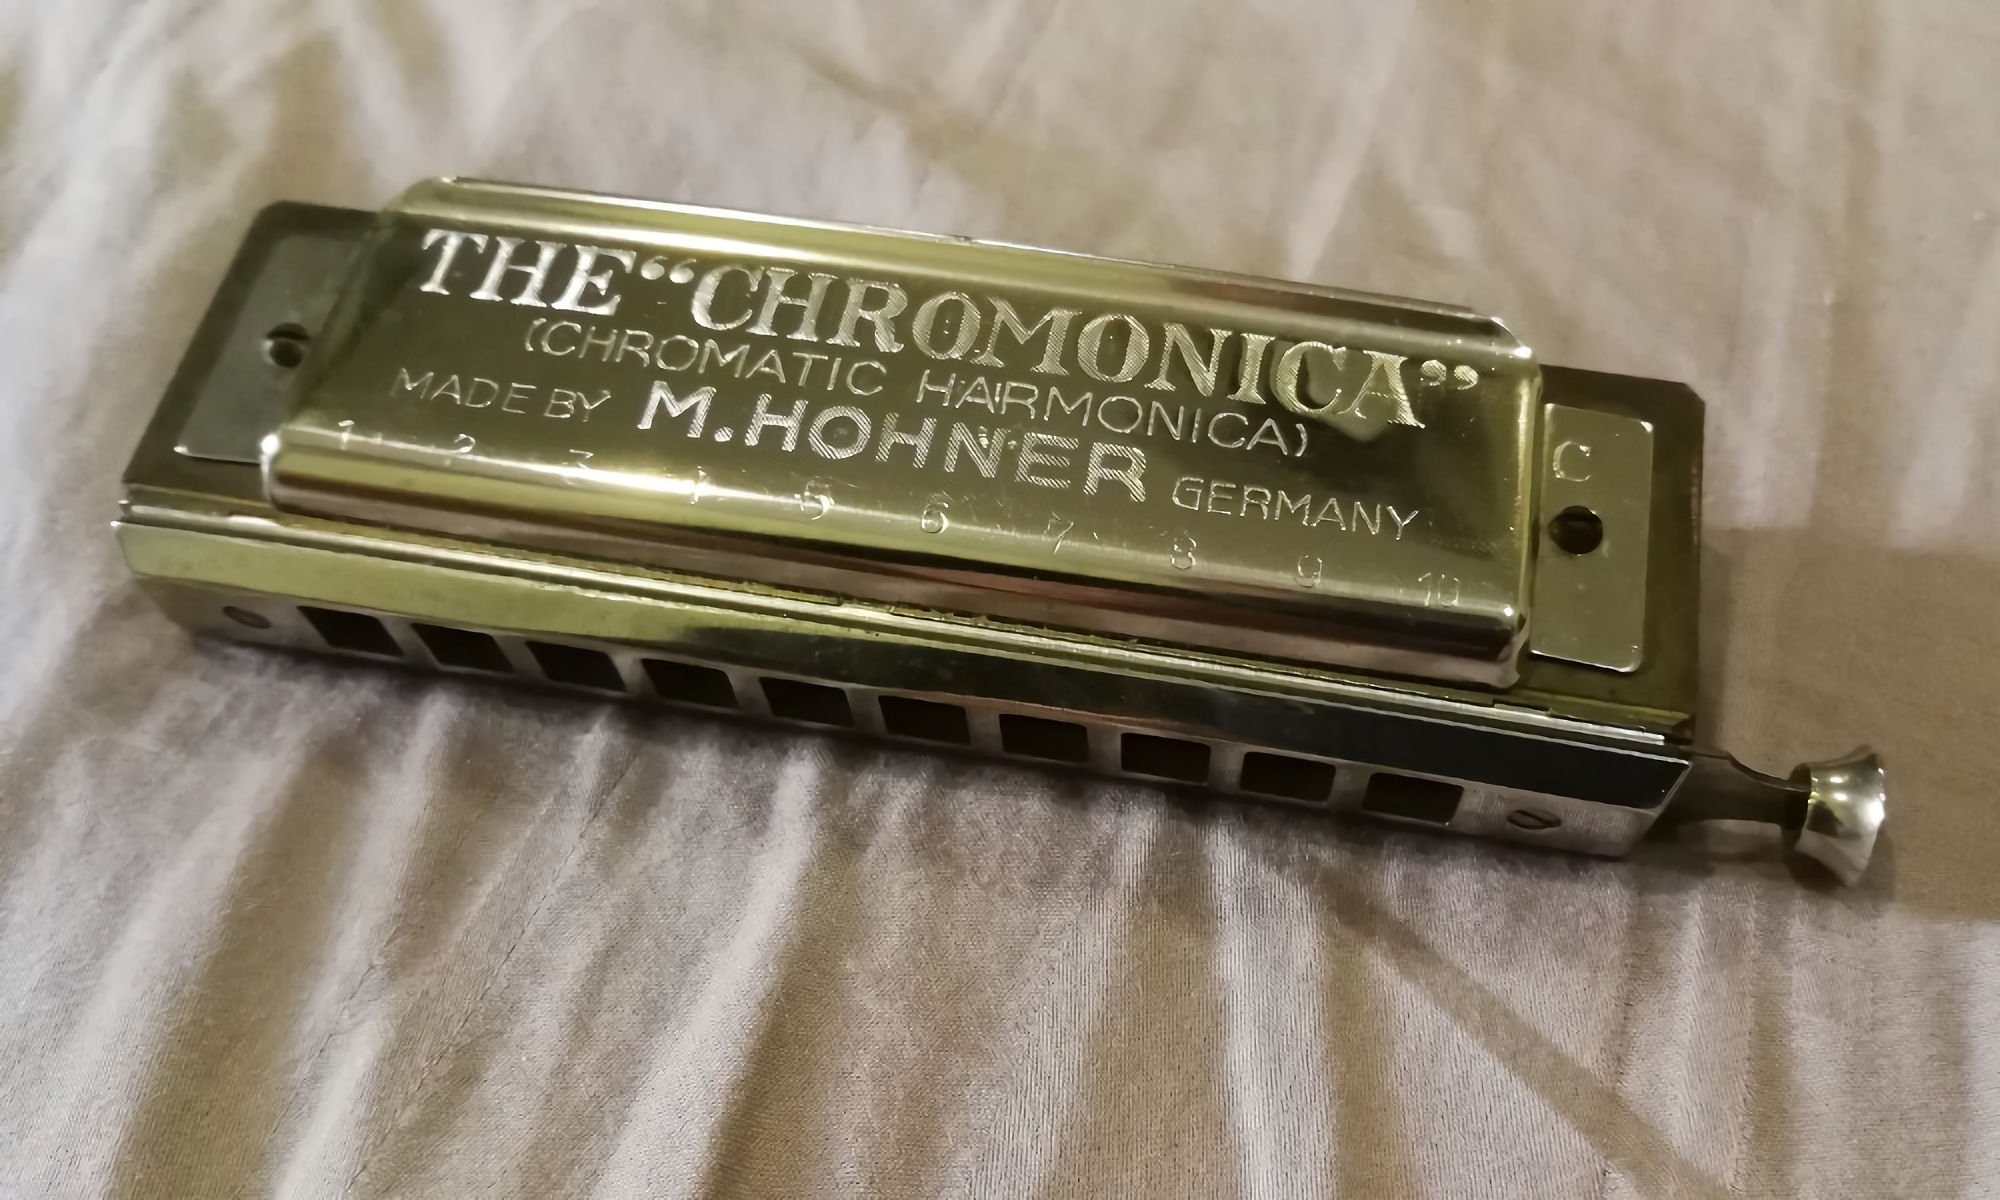 THE “CHROMONICA”
(CHROMATIC HARMONICA)
MADE BY M. HOHNER GERMANY
1 2 3 4 5 6 7 8 9 10
C